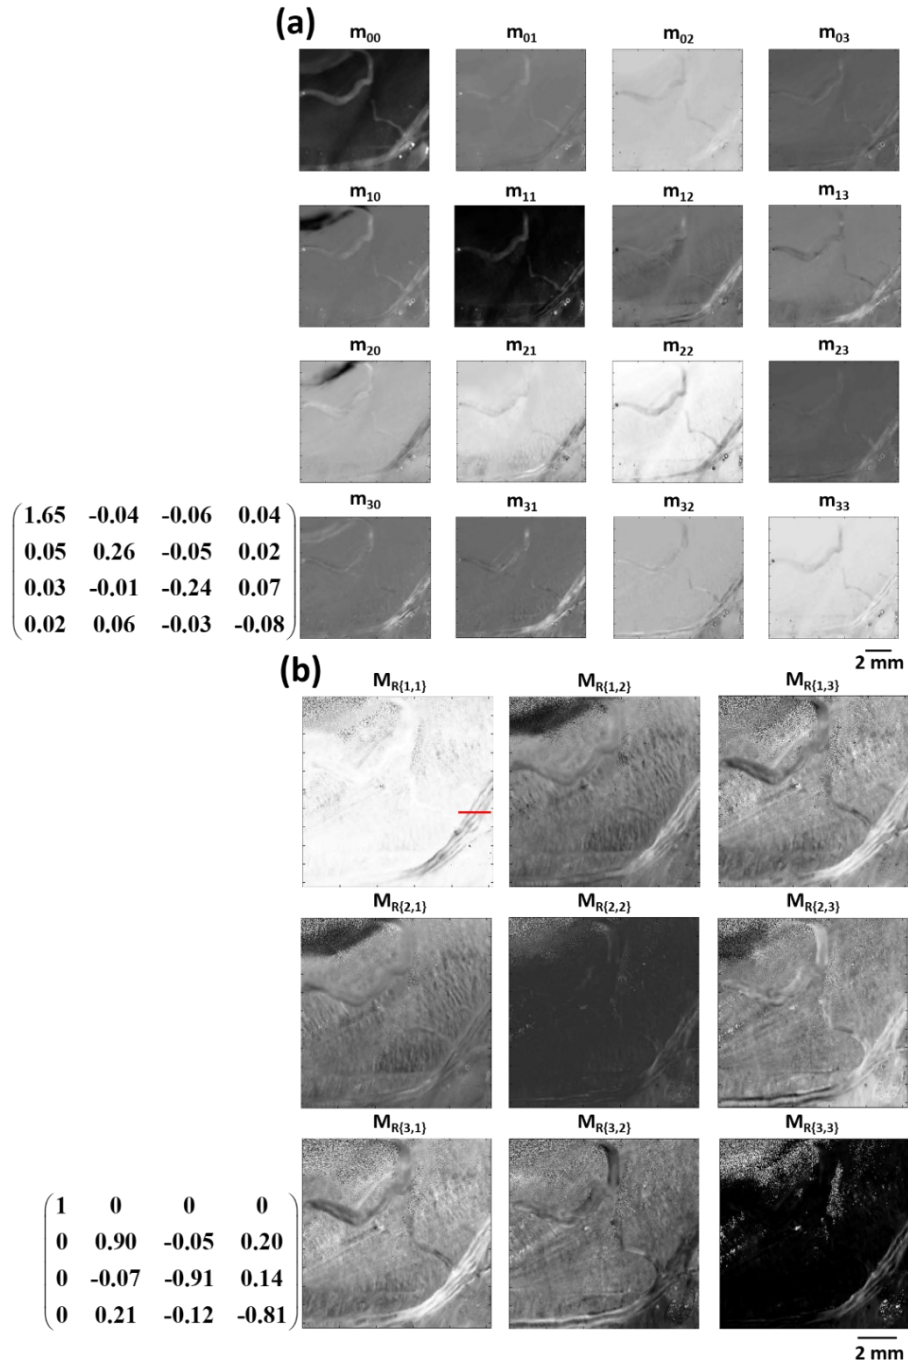 (a)
m00 m01 m02 m03
m10 m11 m12 m13
m20 m21 m22 m23
m30 m31 m32 m33
1.65 -0.04 -0.06 0.04
0.05 0.26 -0.05 0.02
0.03 -0.01 -0.24 0.07
0.02 0.06 -0.03 -0.08
2 mm
(b)
MR{1,1} MR{1,2} MR{1,3}
MR{2,1} MR{2,2} MR{2,3}
MR{3,1} MR{3,2} MR{3,3}
1 0 0 0
0 0.90 -0.05 0.20
0 -0.07 -0.91 0.14
0 0.21 -0.12 -0.81
2 mm